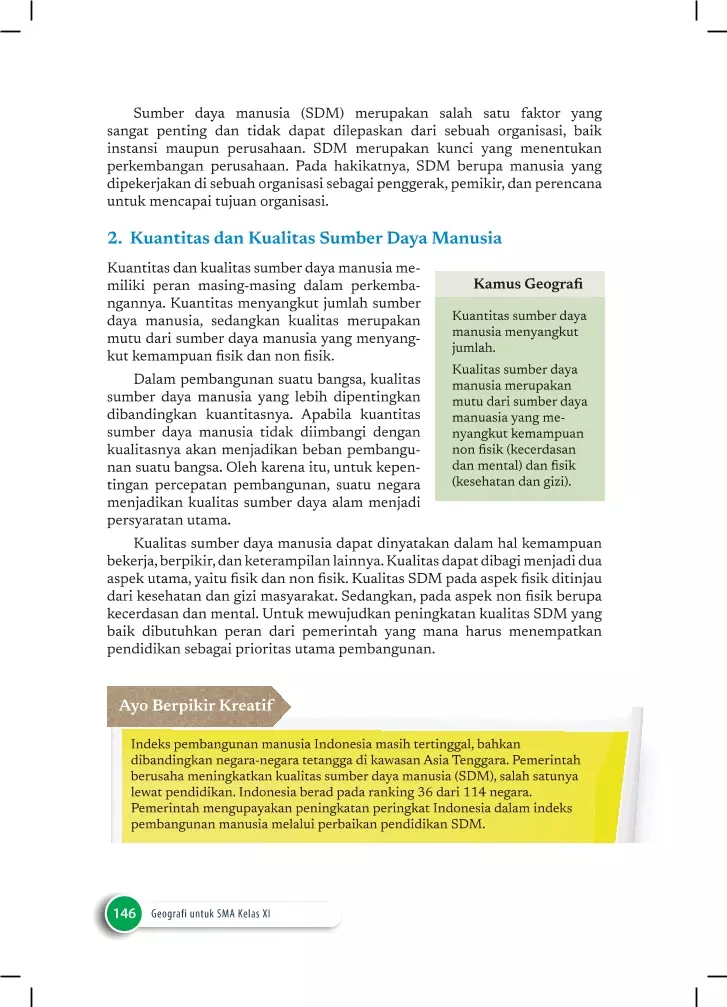 Sumber daya manusia (SDM) merupakan salah satu faktor yang
sangat penting dan tidak dapat dilepaskan dari sebuah organisasi, baik
instansi maupun perusahaan. SDM merupakan kunci yang menentukan
perkembangan perusahaan. Pada hakikatnya, SDM berupa manusia yang
dipekerjakan di sebuah organisasi sebagai penggerak, pemikir, dan perencana
untuk mencapai tujuan organisasi.
2. Kuantitas dan Kualitas Sumber Daya Manusia
Kuantitas dan kualitas sumber daya manusia me-
miliki peran masing-masing dalam perkemba-
ngannya. Kuantitas menyangkut jumlah sumber
daya manusia, sedangkan kualitas merupakan
mutu dari sumber daya manusia yang menyang-
kut kemampuan fisik dan non fisik.
Dalam pembangunan suatu bangsa, kualitas
sumber daya manusia yang lebih dipentingkan
dibandingkan kuantitasnya. Apabila kuantitas
sumber daya manusia tidak diimbangi dengan
kualitasnya akan menjadikan beban pembangu-
nan suatu bangsa. Oleh karena itu, untuk kepen-
tingan percepatan pembangunan, suatu negara
menjadikan kualitas sumber daya alam menjadi
persyaratan utama.
Kamus Geografi
Kuantitas sumber daya
manusia menyangkut
jumlah.
Kualitas sumber daya
manusia merupakan
mutu dari sumber daya
manuasia yang me-
nyangkut kemampuan
non fisik (kecerdasan
dan mental) dan fisik
(kesehatan dan gizi).
Kualitas sumber daya manusia dapat dinyatakan dalam hal kemampuan
bekerja, berpikir, dan keterampilan lainnya. Kualitas dapat dibagi menjadi dua
aspek utama, yaitu fisik dan non fisik. Kualitas SDM pada aspek fisik ditinjau
dari kesehatan dan gizi masyarakat. Sedangkan, pada aspek non fisik berupa
kecerdasan dan mental. Untuk mewujudkan peningkatan kualitas SDM yang
baik dibutuhkan peran dari pemerintah yang mana harus menempatkan
pendidikan sebagai prioritas utama pembangunan.
Ayo Berpikir Kreatif
Indeks pembangunan manusia Indonesia masih tertinggal, bahkan
dibandingkan negara-negara tetangga di kawasan Asia Tenggara. Pemerintah
berusaha meningkatkan kualitas sumber daya manusia (SDM), salah satunya
lewat pendidikan. Indonesia berad pada ranking 36 dari 114 negara.
Pemerintah mengupayakan peningkatan peringkat Indonesia dalam indeks
pembangunan manusia melalui perbaikan pendidikan SDM.
146 Geografi untuk SMA Kelas XI